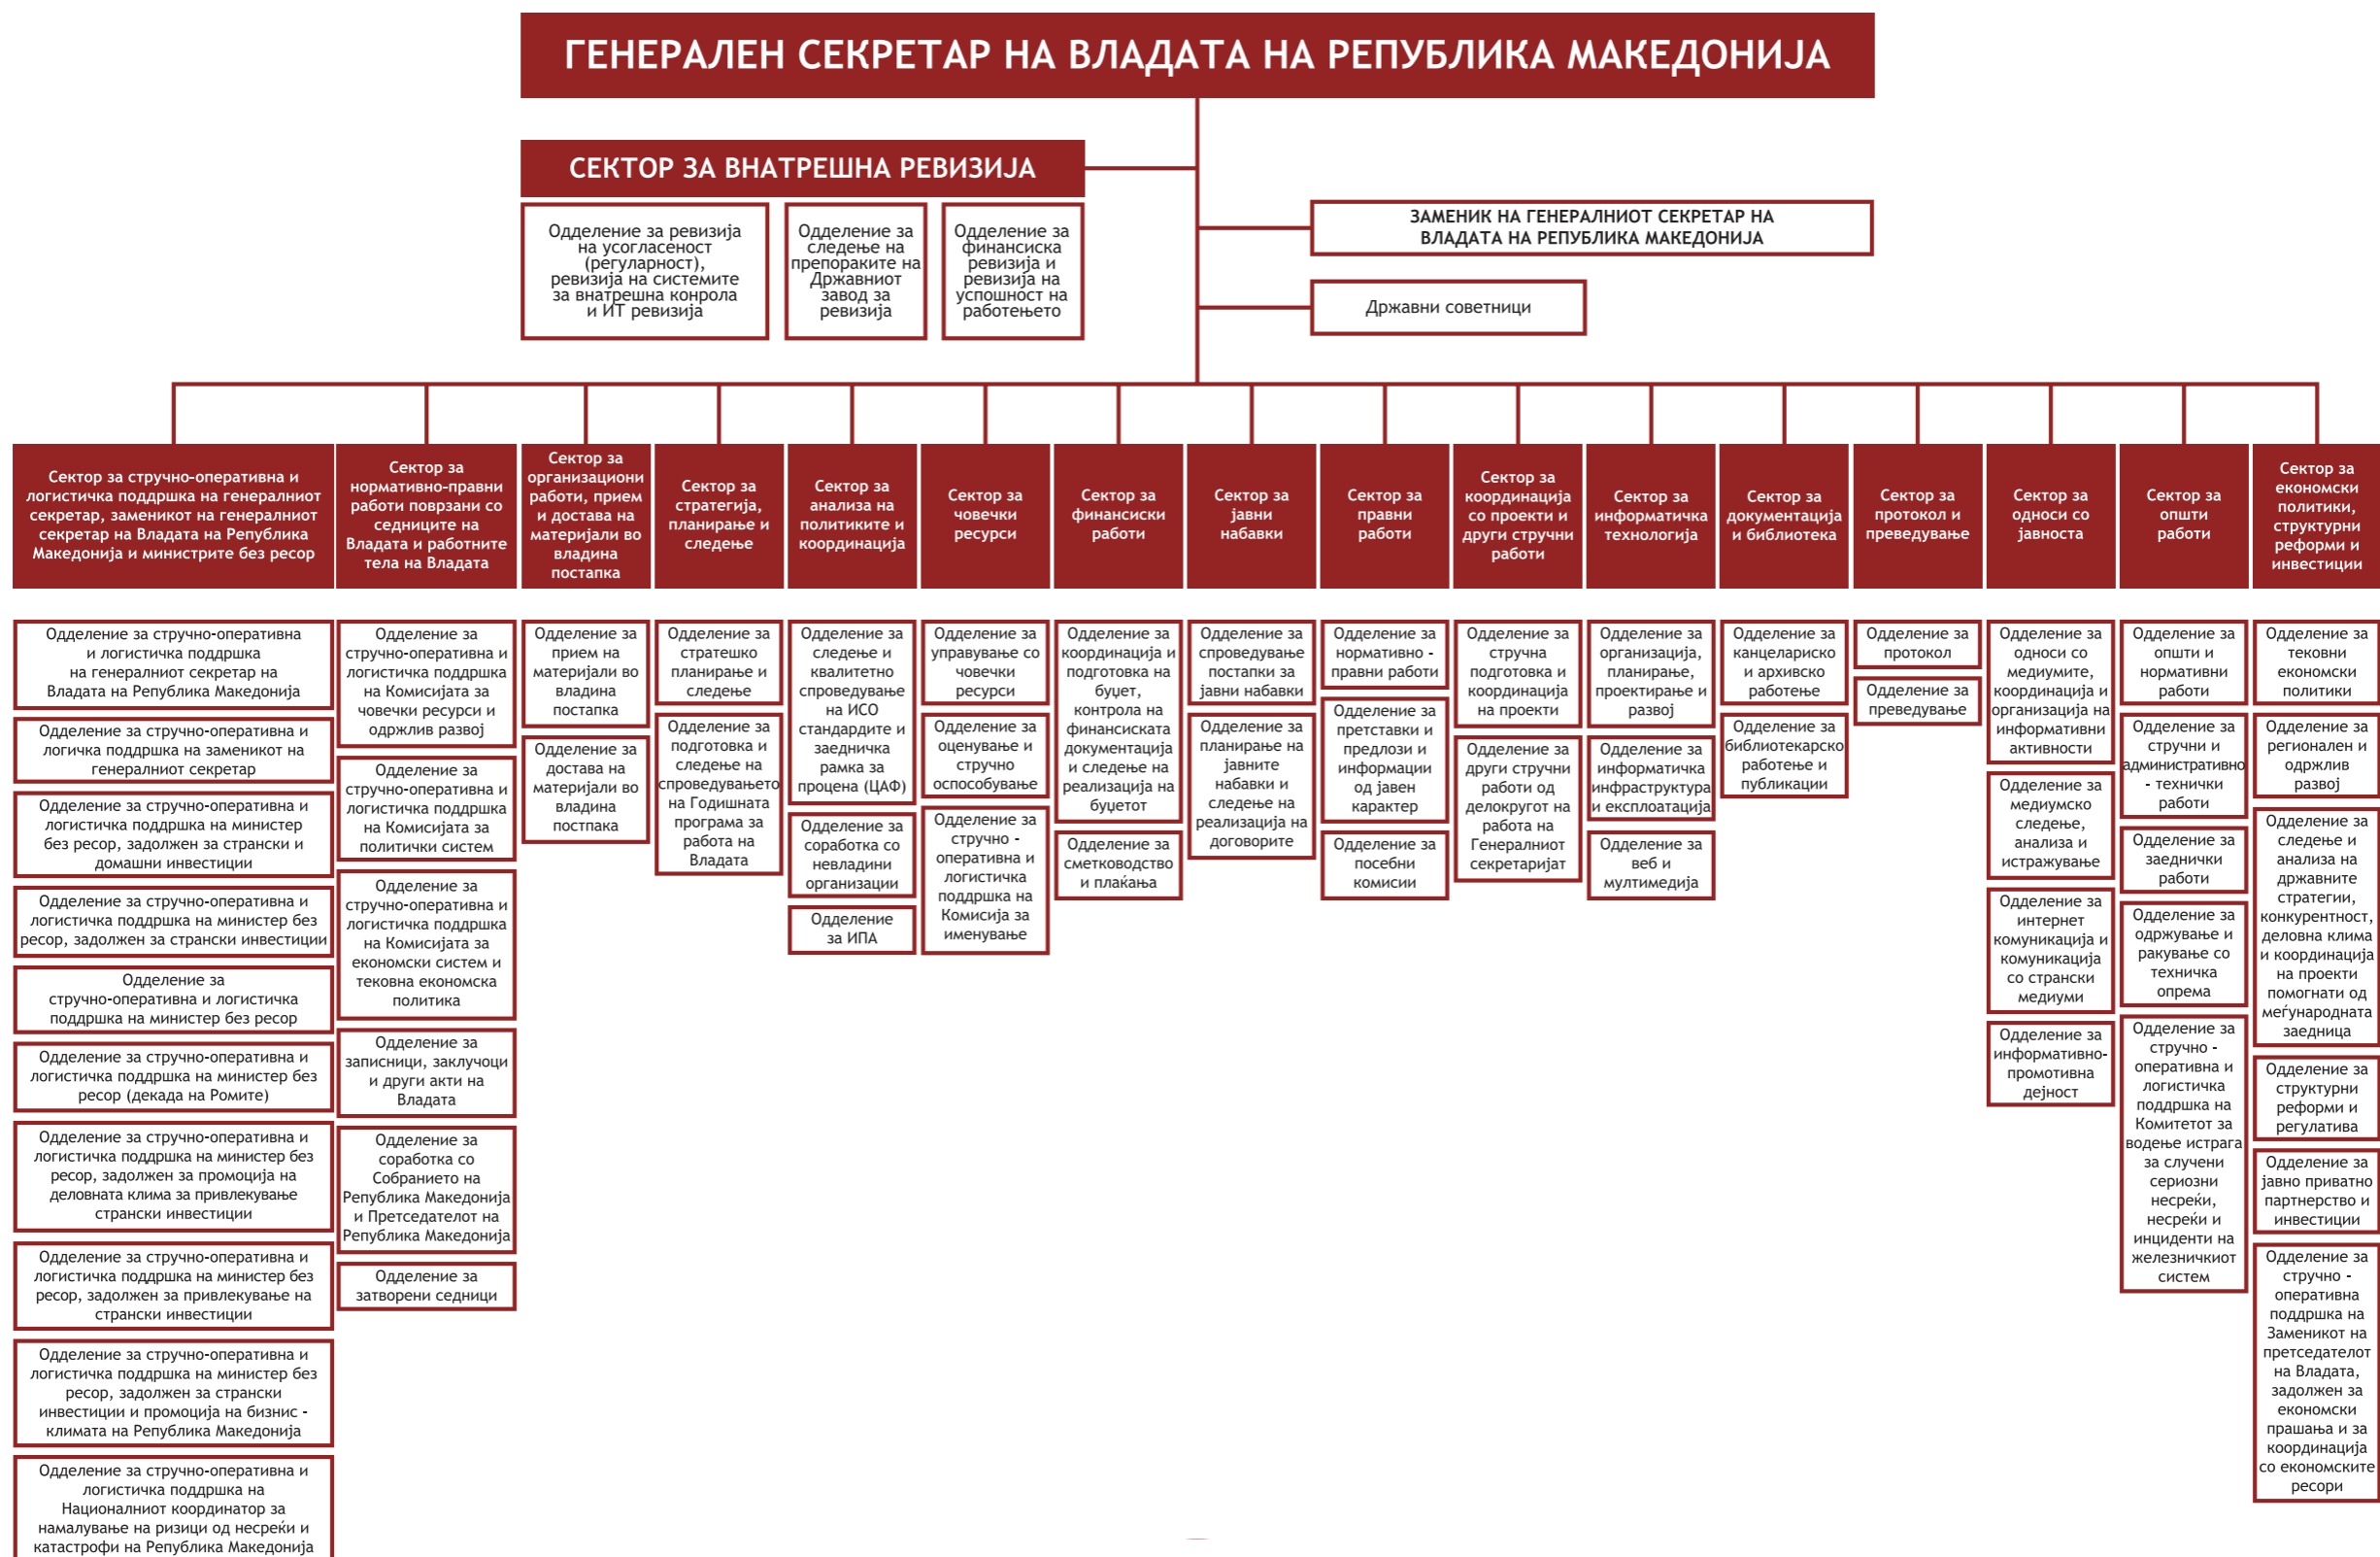 ГЕНЕРАЛЕН СЕКРЕТАР НА ВЛАДАТА НА РЕПУБЛИКА МАКЕДОНИЈА
СЕКТОР ЗА ВНАТРЕШНА РЕВИЗИЈА
Одделение за ревизија
на усогласеност
(регуларност),
ревизија на системите
за внатрешна конрола
и ИТ ревизија
Одделение за
следење на
препораките на
Државниот
завод за
ревизија
Одделение за
финансиска
ревизија и
ревизија на
успошност на
работењето
ЗАМЕНИК НА ГЕНЕРАЛНИОТ СЕКРЕТАР НА
ВЛАДАТА НА РЕПУБЛИКА МАКЕДОНИЈА
Државни советници
Сектор за стручно-оперативна и
логистичка поддршка на генералниот
секретар, заменикот на генералниот
секретар на Владата на Република
Македонија и министрите без ресор
Сектор за
нормативно-правни
работи поврзани со
седниците на
Владата и работните
тела на Владата
Сектор за
организациони
работи, прием
и достава на
материјали во
владина
постапка
Сектор за
стратегија,
планирање и
следење
Сектор за
анализа на
политиките и
координација
Сектор за
човечки
ресурси
Сектор за
финансиски
работи
Сектор за
јавни
набавки
Сектор за
правни
работи
Сектор за
координација
со проекти и
други стручни
работи
Сектор за
информатичка
технологија
Сектор за
документација
и библиотека
Сектор за
протокол и
преведување
Сектор за
односи со
јавноста
Сектор за
општи
работи
Сектор за
економски
политики,
структурни
реформи и
инвестиции
Одделение за стручно-оперативна
и логистичка поддршка
на генералниот секретар на
Владата на Република Македонија
Одделение за стручно-оперативна и
логичка поддршка на заменикот на
генералниот секретар
Одделение за стручно-оперативна и
логистичка поддршка на министер
без ресор, задолжен за странски и
домашни инвестиции
Одделение за стручно-оперативна и
логистичка поддршка на министер без
ресор, задолжен за странски инвестиции
Одделение за
стручно-оперативна и логистичка
поддршка на министер без ресор
Одделение за стручно-оперативна и
логистичка поддршка на министер без
ресор (декада на Ромите)
Одделение за стручно-оперативна и
логистичка поддршка на министер без
ресор, задолжен за промоција на
деловната клима за привлекување
странски инвестиции
Одделение за стручно-оперативна и
логистичка поддршка на министер без
ресор, задолжен за привлекување на
странски инвестиции
Одделение за стручно-оперативна и
логистичка поддршка на министер без
ресор, задолжен за странски
инвестиции и промоција на бизнис -
климата на Република Македонија
Одделение за стручно-оперативна и
логистичка поддршка на
Националниот координатор за
намалување на ризици од несреќи и
катастрофи на Република Македонија
Одделение за
стручно-оперативна и
логистичка поддршка
на Комисијата за
човечки ресурси и
одржлив развој
Одделение за
стручно-оперативна и
логистичка поддршка
на Комисијата за
политички систем
Одделение за
стручно-оперативна и
логистичка поддршка
на Комисијата за
економски систем и
тековна економска
политика
Одделение за
записници, заклучоци
и други акти на
Владата
Одделение за
соработка со
Собранието на
Република Македонија
и Претседателот на
Република Македонија
Одделение за
затворени седници
Одделение за
прием на
материјали во
владина
постапка
Одделение за
достава на
материјали во
владина
постпака
Одделение за
стратешко
планирање и
следење
Одделение за
подготовка и
следење на
спроведувањето
на Годишната
програма за
работа на
Владата
Одделение за
следење и
квалитетно
спроведување
на ИСО
стандардите и
заедничка
рамка за
процена (ЦАФ)
Одделение за
соработка со
невладини
организации
Одделение
за ИПА
Одделение за
управување со
човечки
ресурси
Одделение за
оценување и
стручно
оспособување
Одделение за
стручно -
оперативна и
логистичка
поддршка на
Комисија за
именување
Одделение за
координација и
подготовка на
буџет,
контрола на
финансиската
документација
и следење на
реализација на
буџетот
Одделение за
сметководство
и плаќања
Одделение за
спроведување
постапки за
јавни набавки
Одделение за
планирање на
јавните
набавки и
следење на
реализација на
договорите
Одделение за
нормативно -
правни работи
Одделение за
претставки и
предлози и
информации
од јавен
карактер
Одделение за
посебни
комисии
Одделение за
стручна
подготовка и
координација
на проекти
Одделение за
други стручни
работи од
делокругот на
работа на
Генералниот
секретаријат
Одделение за
организација,
планирање,
проектирање и
развој
Одделение за
информатичка
инфраструктура
и експлоатација
Одделение за
веб и
мултимедија
Одделение за
канцелариско
и архивско
работење
Одделение за
библиотекарско
работење и
публикации
Одделение за
протокол
Одделение за
преведување
Одделение за
односи со
медиумите,
координација и
организација на
информативни
активности
Одделение за
медиумско
следење,
анализа и
истражување
Одделение за
интернет
комуникација и
комуникација
со странски
медиуми
Одделение за
информативно-
промотивна
дејност
Одделение за
општи и
нормативни
работи
Одделение за
стручни и
административно
- технички
работи
Одделение за
заеднички
работи
Одделение за
одржување и
ракување со
техничка
опрема
Одделение за
стручно -
оперативна и
логистичка
поддршка на
Комитетот за
водење истрага
за случени
сериозни
несреќи,
несреќи и
инциденти на
железничкиот
систем
Одделение за
тековни
економски
политики
Одделение за
регионален и
одржлив
развој
Одделение за
следење и
анализа на
државните
стратегии,
конкурентност,
деловна клима
и координација
на проекти
помогнати од
меѓународната
заедница
Одделение за
структурни
реформи и
регулатива
Одделение за
јавно приватно
партнерство и
инвестиции
Одделение за
стручно -
оперативна
поддршка на
Заменикот на
претседателот
на Владата,
задолжен за
економски
прашања и за
координација
со економските
ресори